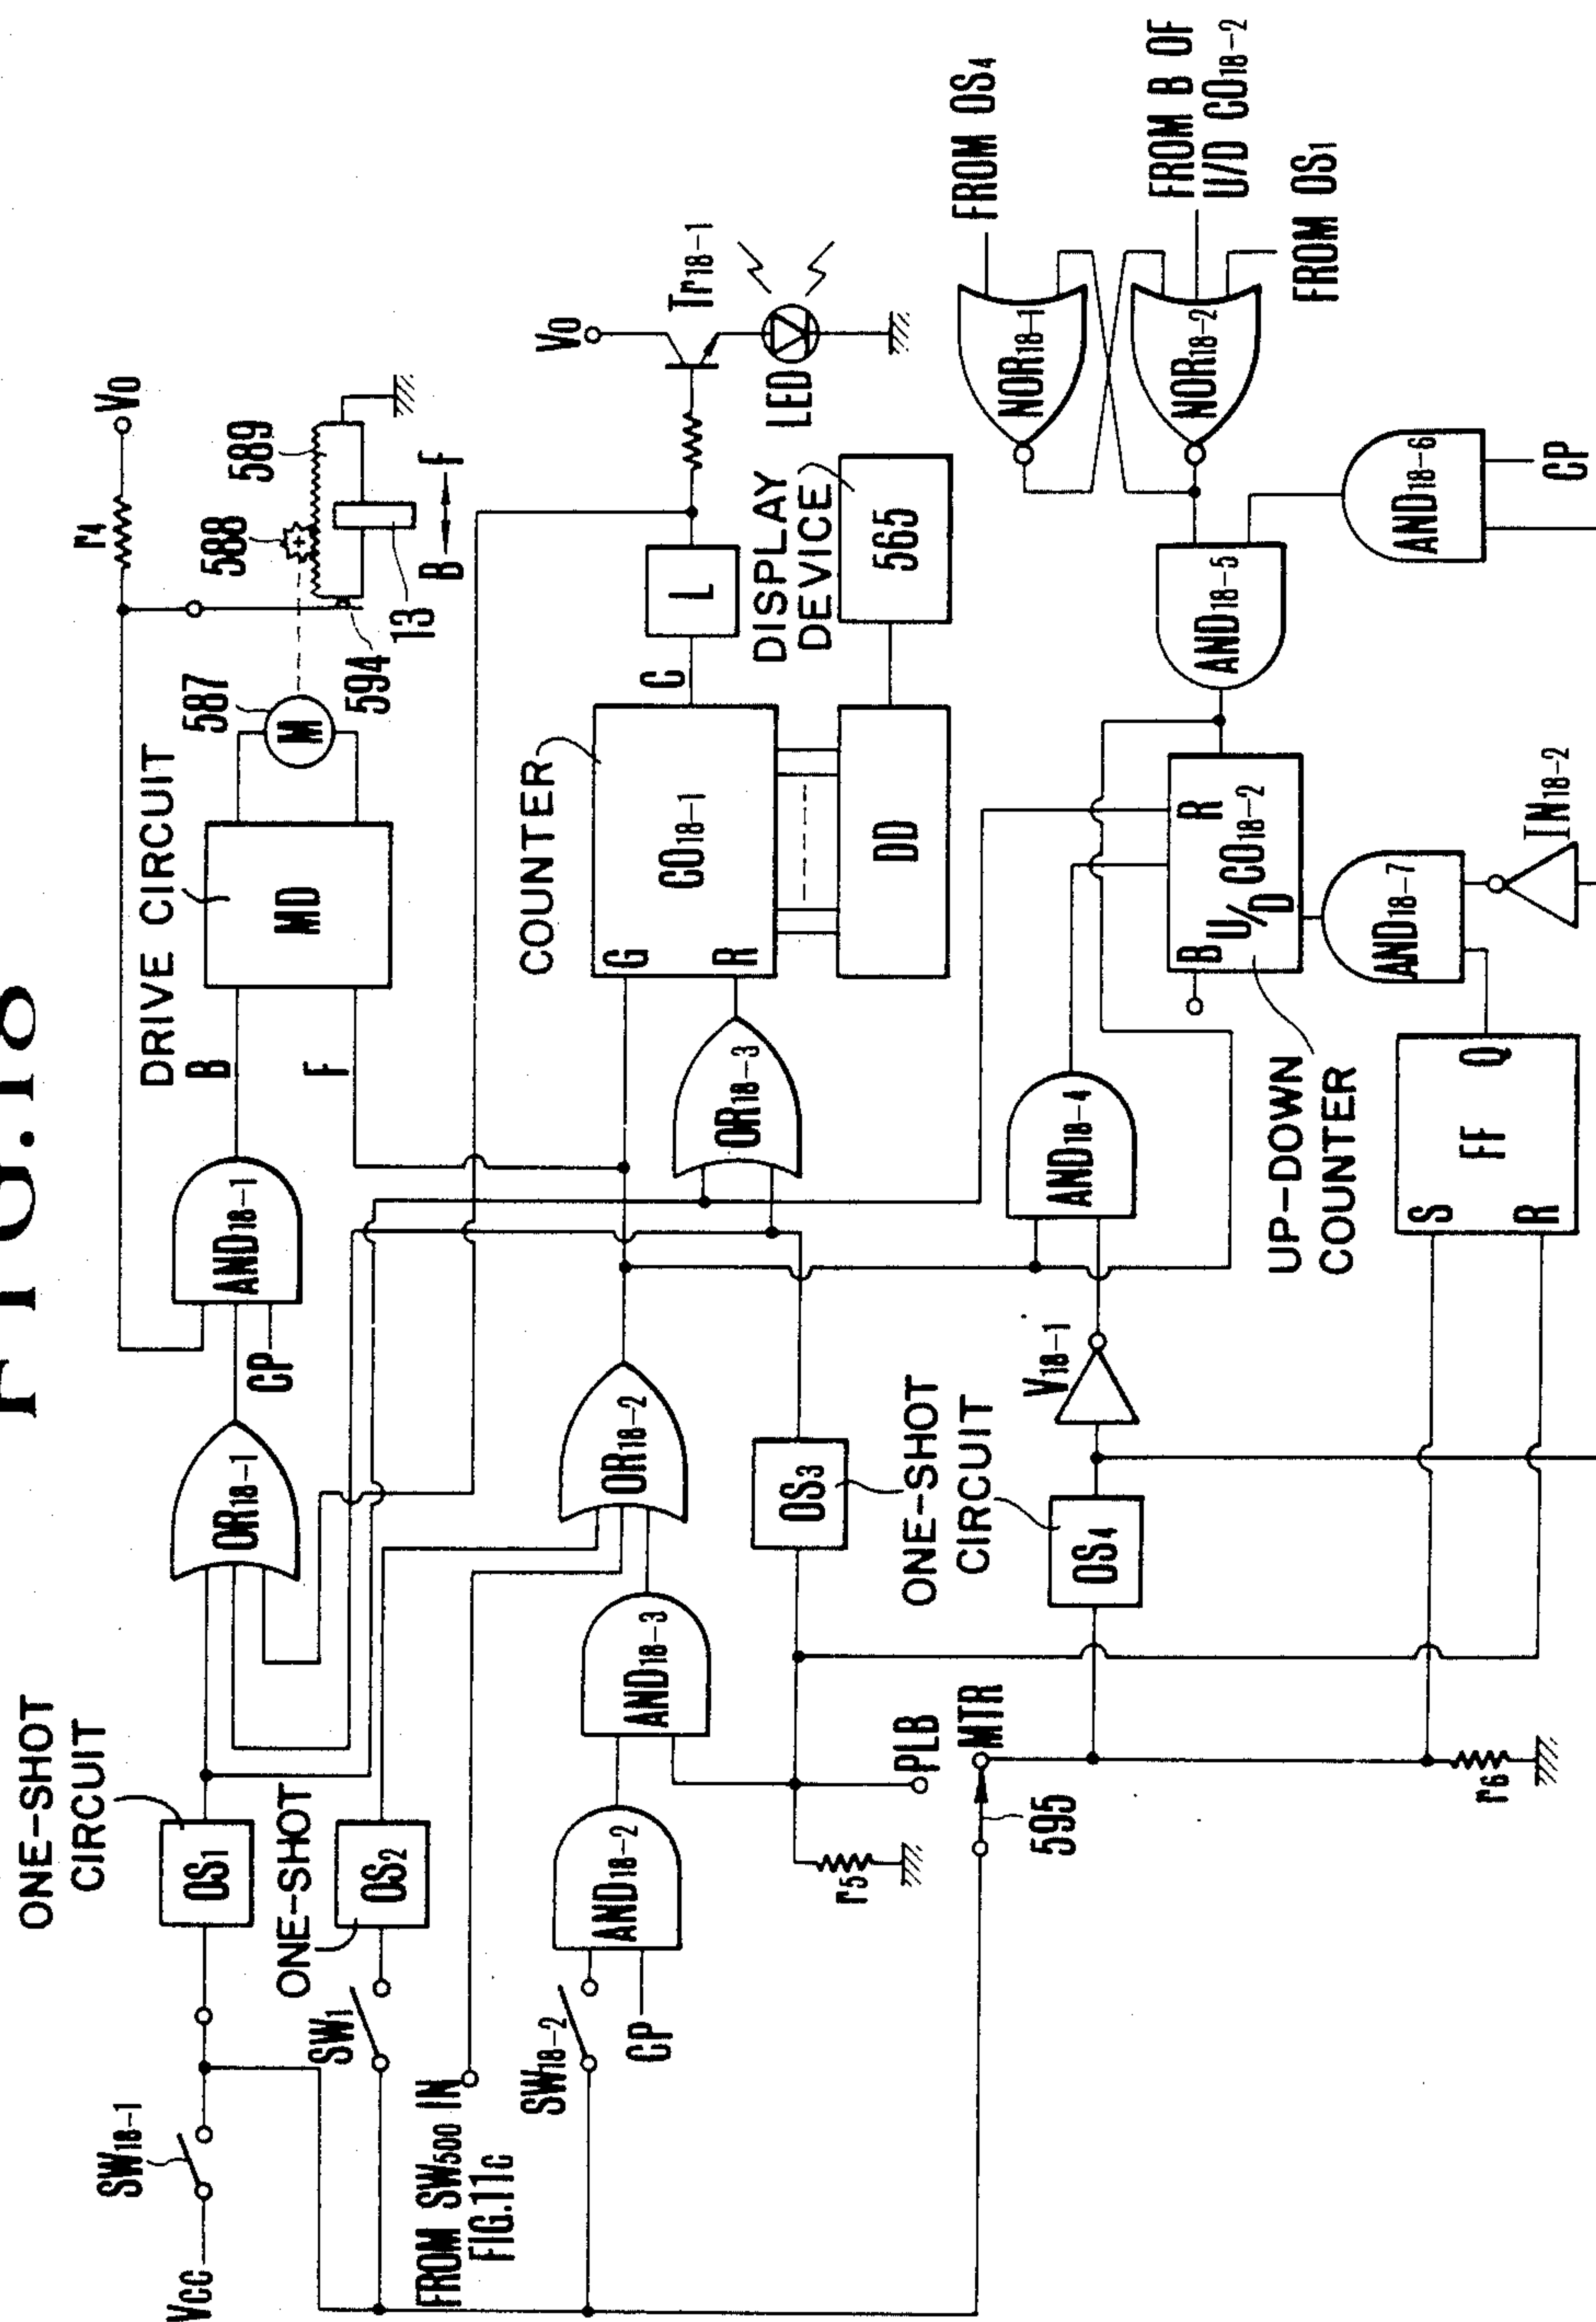 FIG.18
ONE-SHOT
CIRCUIT
SW18-1
VCC
OS1
OR18-1
CP
AND18-1
B
F
DRIVE CIRCUIT
MD
587
M
588
589
594
13
B F
r4
V0
ONE-SHOT
SW1
OS2
FROM SW500 IN
FIG.11c
SW18-2
CP
AND18-2
AND18-3
OR18-2
COUNTER
G
R
CO18-1
C
L
V0
Tr18-1
LED
DISPLAY
DEVICE
565
DD
OR18-3
r5
PLB
OS3
ONE-SHOT
CIRCUIT
595
MTR
OS4
V18-1
AND18-4
r6
UP-DOWN
COUNTER
B
R
U/D CO18-2
AND18-5
NOR18-1
NOR18-2
FROM OS4
FROM B OF
U/D CO18-2
FROM OS1
S
R
FF
Q
AND18-7
IN18-2
AND18-6
CP